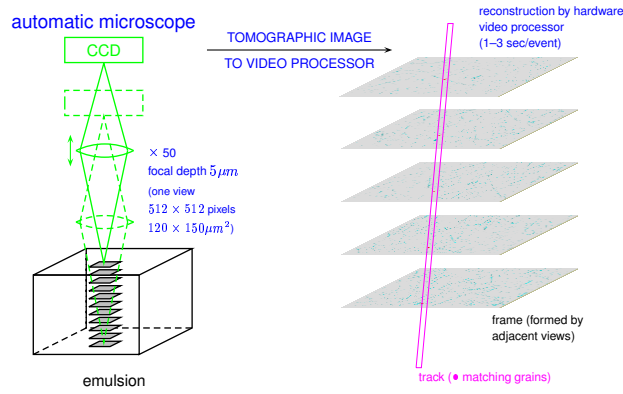 automatic microscope
CCD
TOMOGRAPHIC IMAGE
TO VIDEO PROCESSOR
reconstruction by hardware
video processor
(1–3 sec/event)
× 50
focal depth 5μm
(one view
512 × 512 pixels
120 × 150μm²)
emulsion
frame (formed by
adjacent views)
track (• matching grains)